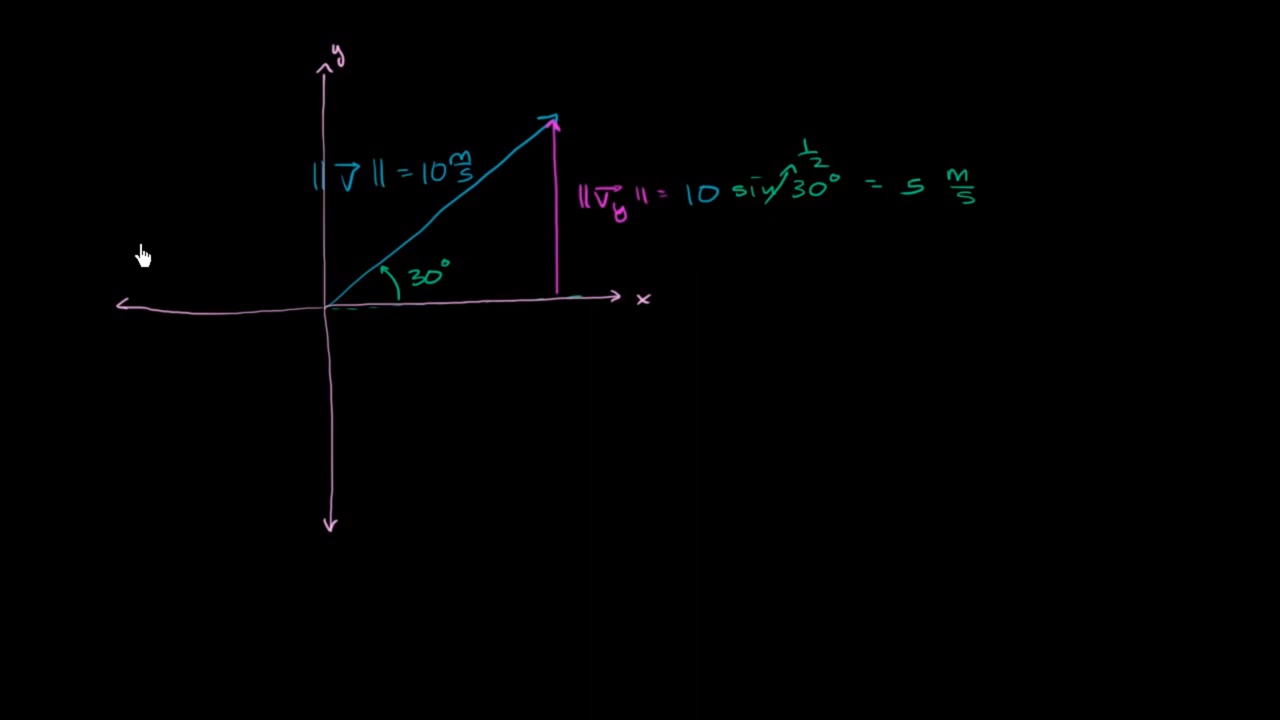 y
‖v⃗‖ = 10 m/s
‖v⃗y‖ = 10 sin 30° = 5 m/s
1/2
30°
x